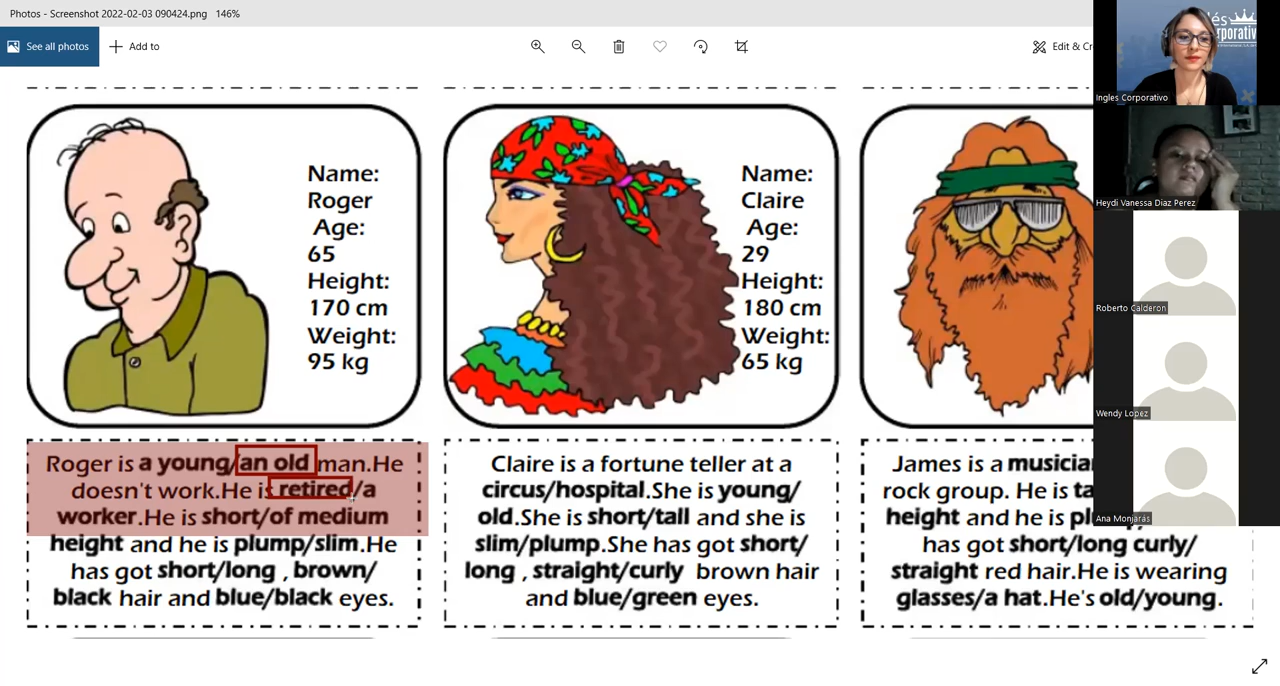 Photos - Screenshot 2022-02-03 090424.png 146%
See all photos
Add to
Edit & Cr
Name:
Roger
Age:
65
Height:
170 cm
Weight:
95 kg
Name:
Claire
Age:
29
Height:
180 cm
Weight:
65 kg
Roger is a young/an old man.He
doesn't work.He is retired/a
worker.He is short/of medium
height and he is plump/slim.He
has got short/long , brown/
black hair and blue/black eyes.
Claire is a fortune teller at a
circus/hospital.She is young/
old.She is short/tall and she is
slim/plump.She has got short/
long , straight/curly brown hair
and blue/green eyes.
James is a musicia
rock group. He is ta
height and he is pl
has got short/long curly/
straight red hair.He is wearing
glasses/a hat.He's old/young.
Ingles Corporativo
Heydi Vanessa Diaz Perez
Roberto Calderon
Wendy Lopez
Ana Monjaras